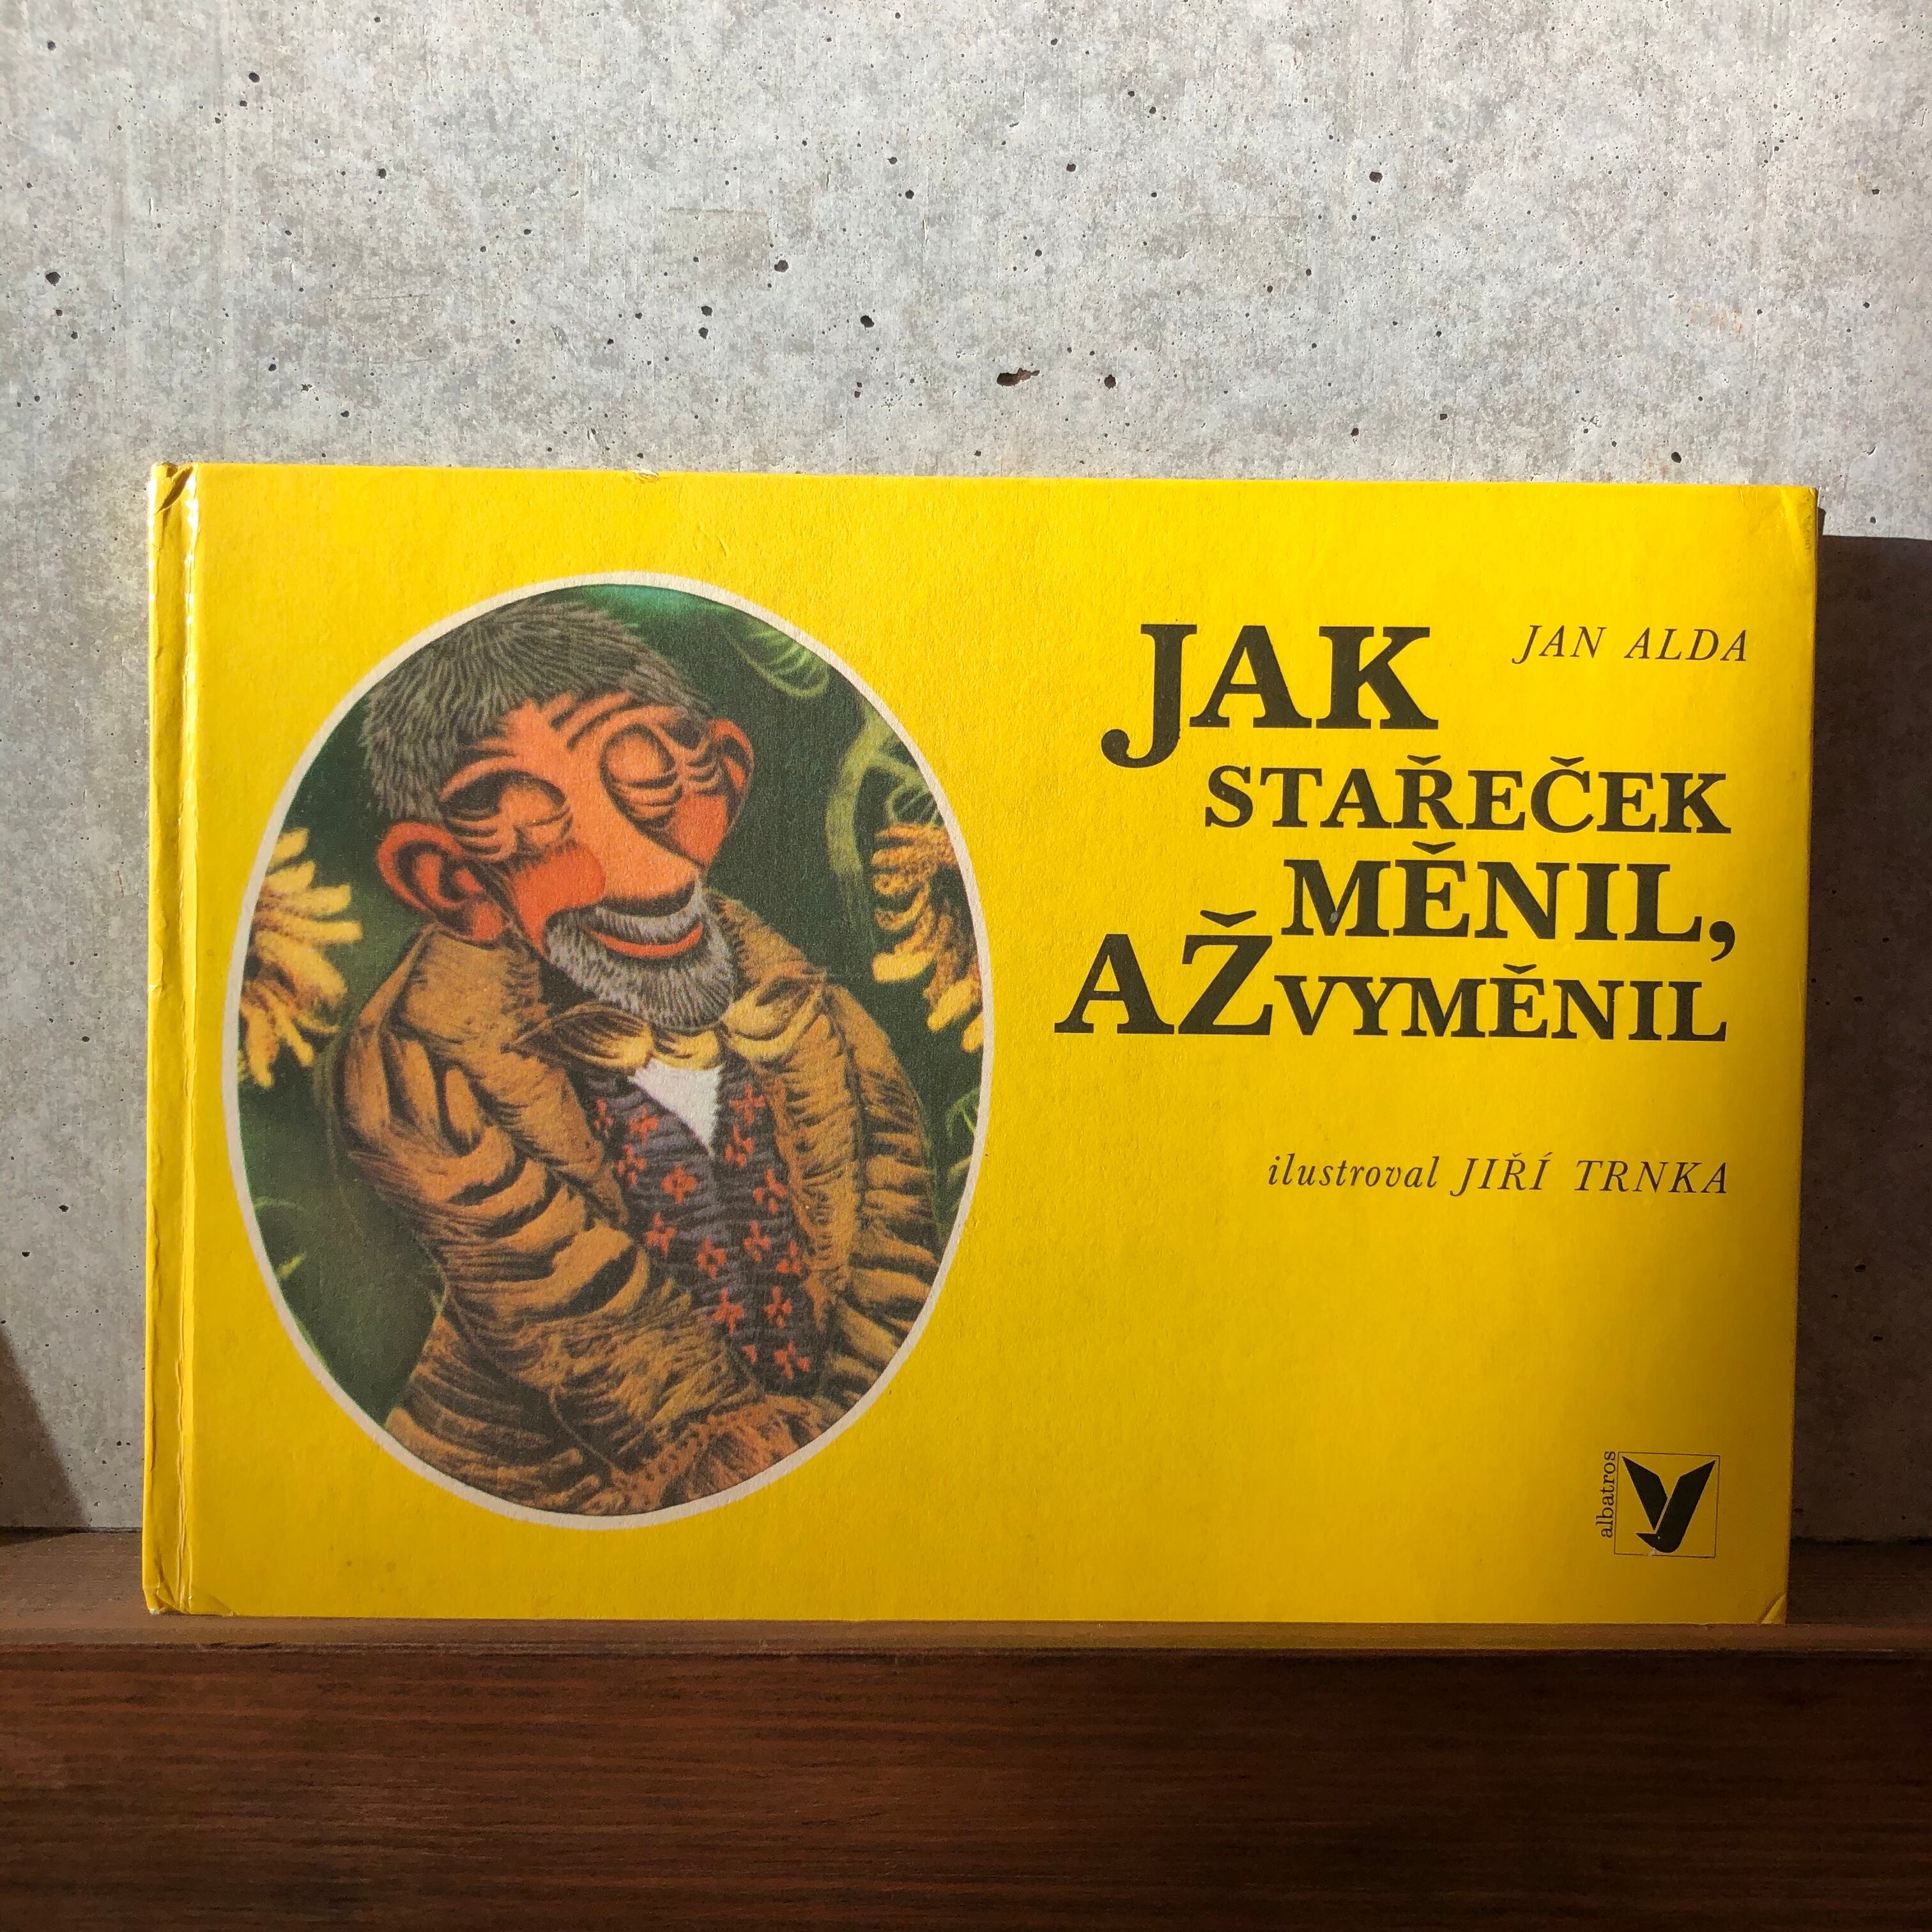 JAN ALDA
JAK
STAŘEČEK
MĚNIL,
AŽ VYMĚNIL
ilustroval JIŘÍ TRNKA
albatros